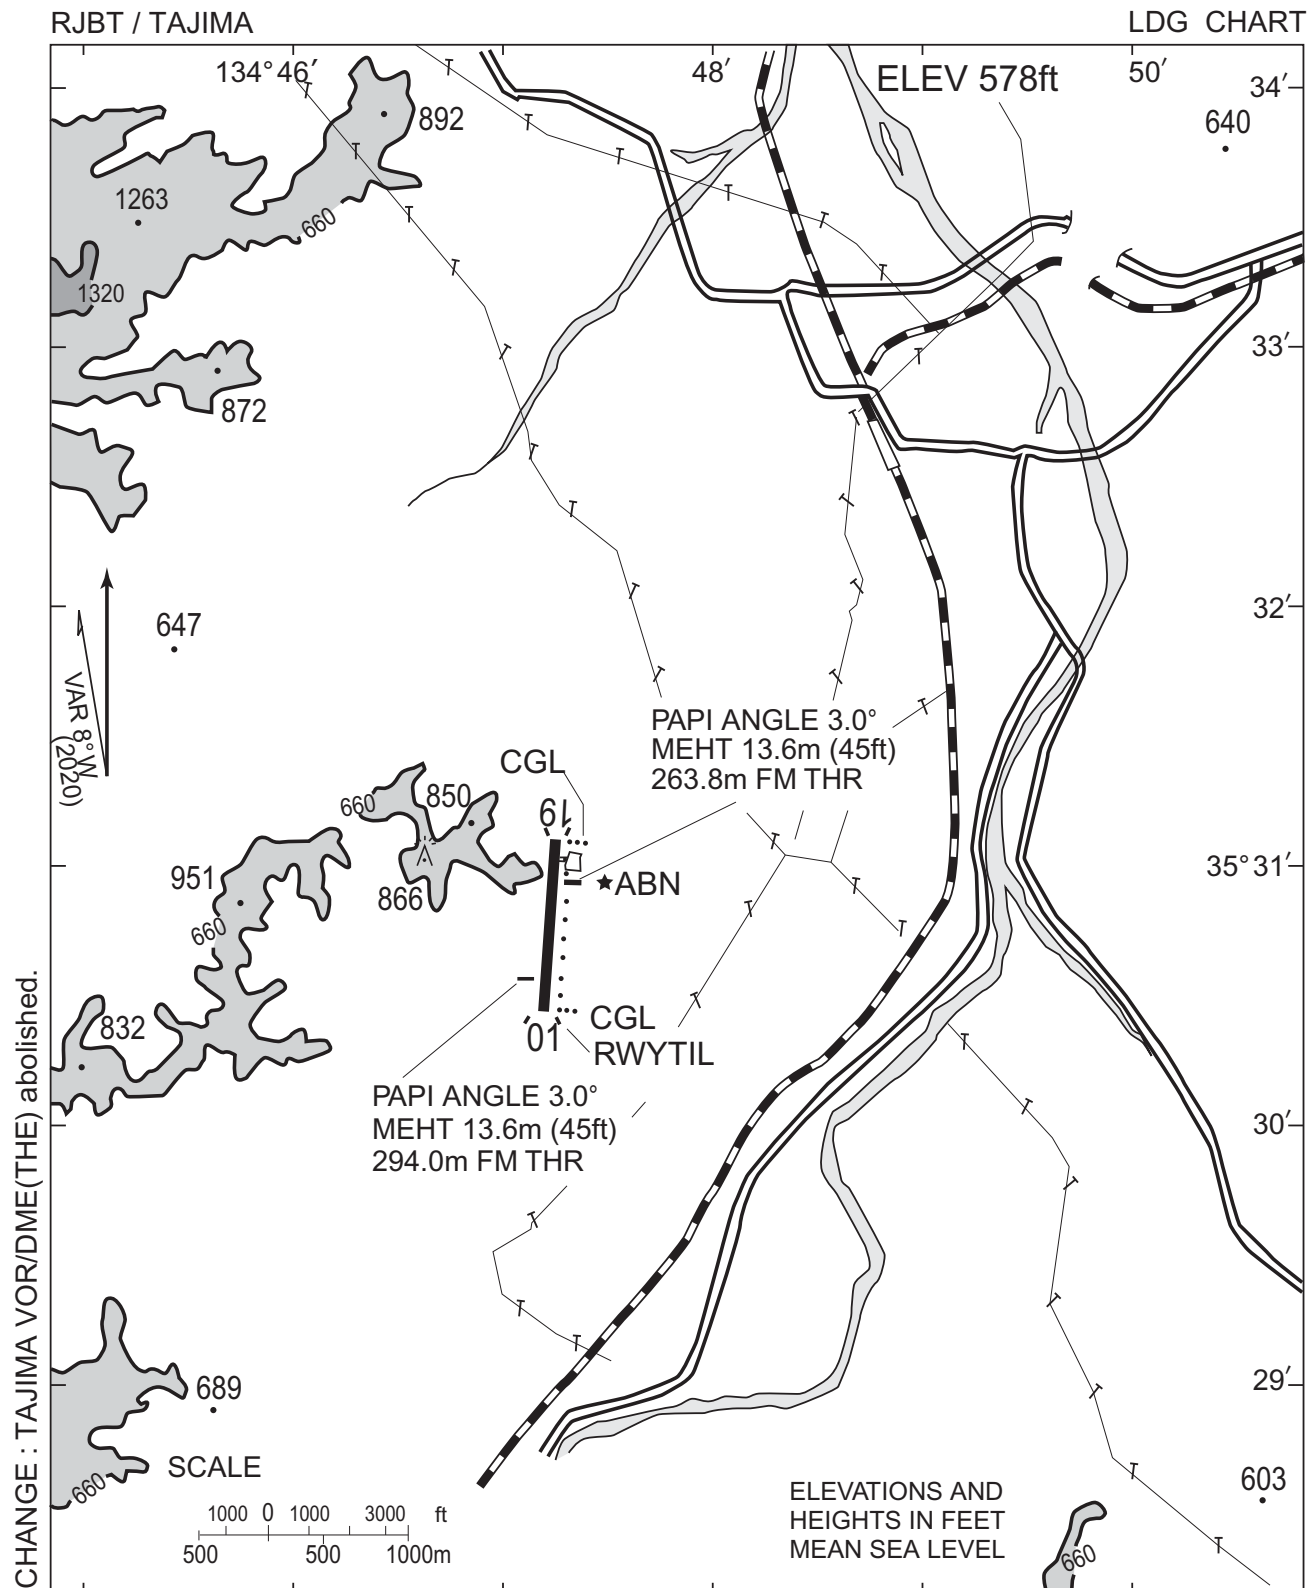 RJBT / TAJIMA
LDG CHART
134° 46′
48′
50′
34′
ELEV 578ft
640
892
1263
660
1320
33′
872
32′
647
VAR 8° W
(2020)
PAPI ANGLE 3.0°
MEHT 13.6m (45ft)
263.8m FM THR
CGL
660
850
19
35° 31′
951
866
ABN
660
832
CGL
01
RWYTIL
PAPI ANGLE 3.0°
MEHT 13.6m (45ft)
294.0m FM THR
30′
29′
689
SCALE
660
603
1000 0 1000 3000 ft
500 500 1000m
ELEVATIONS AND
HEIGHTS IN FEET
MEAN SEA LEVEL
660
CHANGE : TAJIMA VOR/DME(THE) abolished.